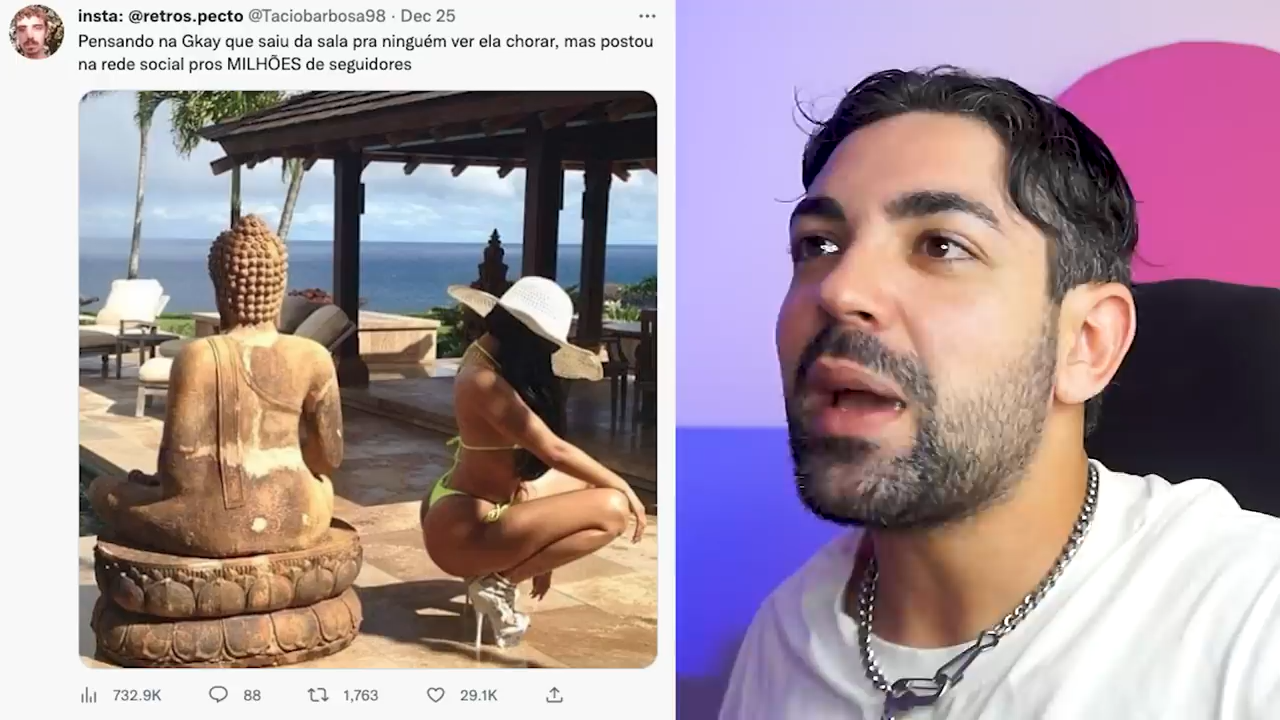 insta: @retros.pecto @Taciobarbosa98 · Dec 25
Pensando na Gkay que saiu da sala pra ninguém ver ela chorar, mas postou
na rede social pros MILHÕES de seguidores
732.9K 88 1,763 29.1K